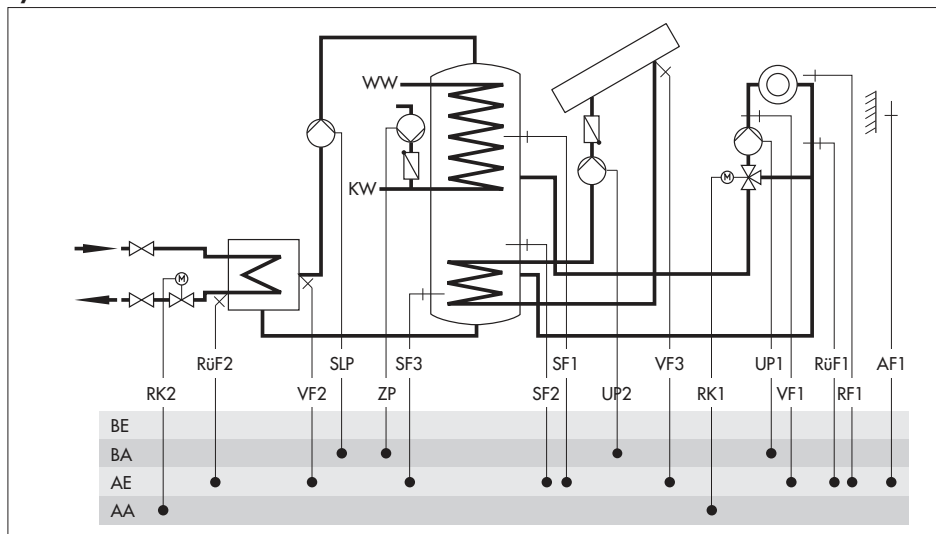 WW
KW
M
M
RüF2 SLP SF3 SF1 VF3 UP1 RüF1 AF1
RK2 VF2 ZP SF2 UP2 RK1 VF1 RF1
BE
BA
AE
AA